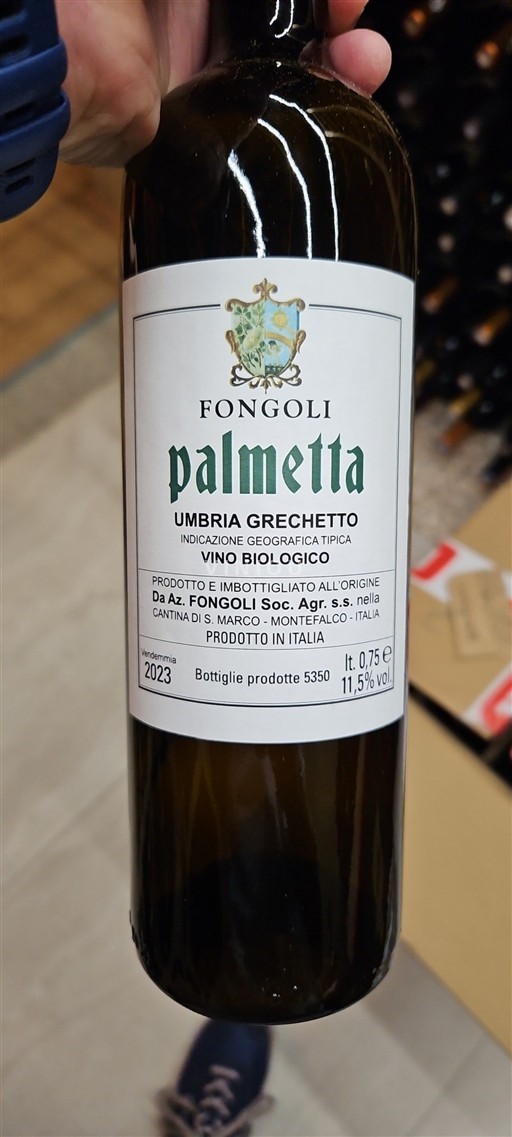 FONGOLI
palmetta
UMBRIA GRECHETTO
INDICAZIONE GEOGRAFICA TIPICA
VINO BIOLOGICO
PRODOTTO E IMBOTTIGLIATO ALL'ORIGINE
Da Az. FONGOLI Soc. Agr. s.s. nella
CANTINA DI S. MARCO - MONTEFALCO - ITALIA
PRODOTTO IN ITALIA
Vendemmia
2023
Bottiglie prodotte 5350
lt. 0,75 e
11,5% vol.